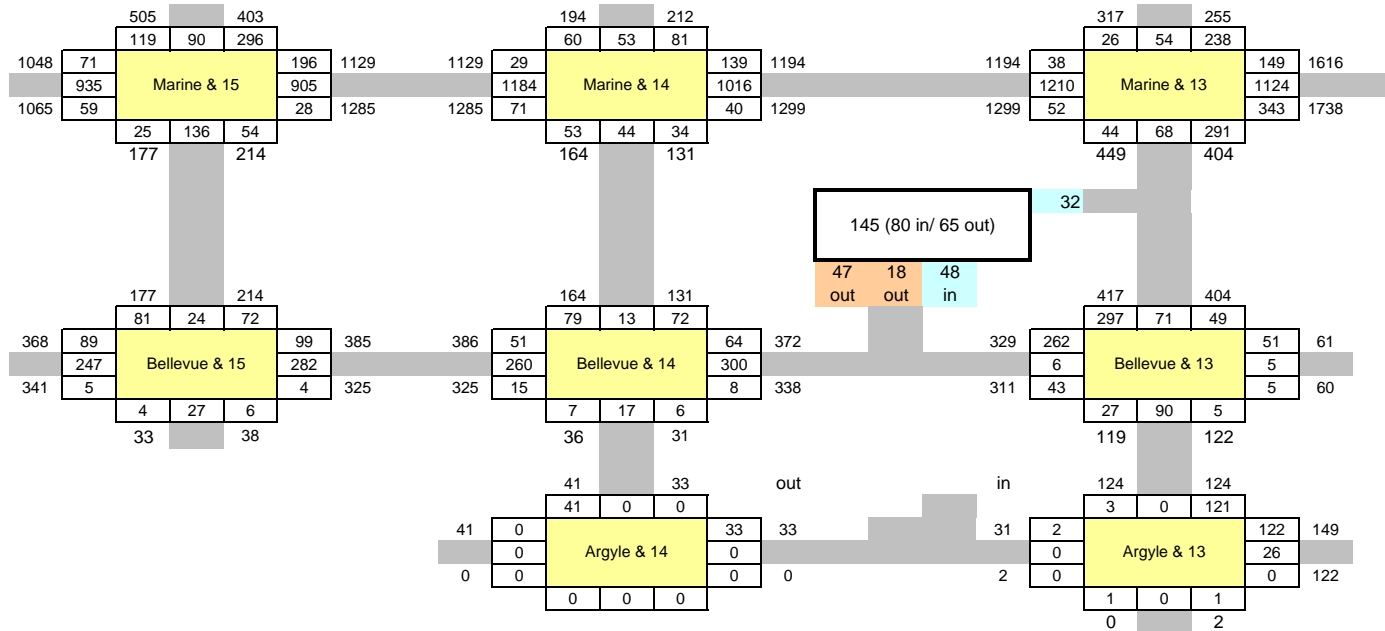 505 403 194 212 317 255
119 90 296 60 53 81 26 54 238
1048 71 196 1129 1129 29 139 1194 1194 38 149 1616
935 Marine & 15 905 1184 Marine & 14 1016 1210 Marine & 13 1124
1065 59 28 1285 1285 71 40 1299 1299 52 343 1738
25 136 54 53 44 34 44 68 291
177 214 164 131 449 404
32
145 (80 in/ 65 out)
47 18 48
out out in
177 214 164 131 417 404
81 24 72 79 13 72 297 71 49
368 89 99 385 386 51 64 372 329 262 51 61
247 Bellevue & 15 282 260 Bellevue & 14 300 6 Bellevue & 13 5
341 5 4 325 325 15 8 338 311 43 5 60
4 27 6 7 17 6 27 90 5
33 38 36 31 119 122
41 33 out in 124 124
41 0 0 3 0 121
41 0 33 33 31 2 122 149
0 Argyle & 14 0 0 Argyle & 13 26
0 0 0 0 2 0 0 122
0 0 0 1 0 1
0 2